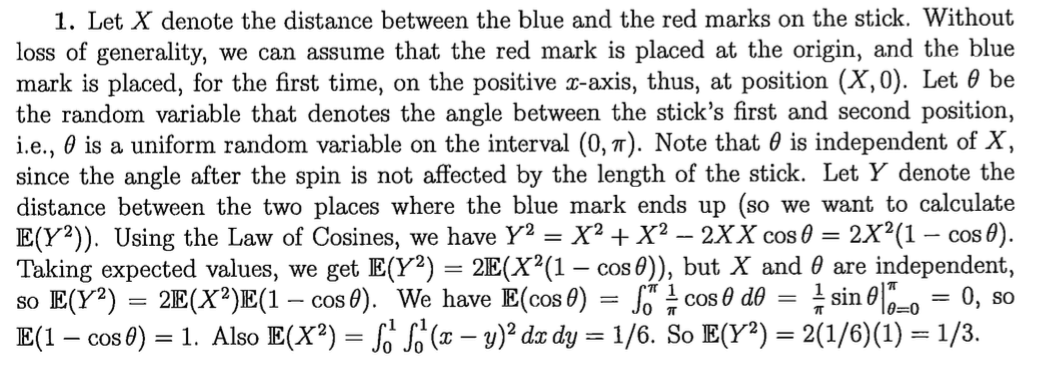 1. Let X denote the distance between the blue and the red marks on the stick. Without
loss of generality, we can assume that the red mark is placed at the origin, and the blue
mark is placed, for the first time, on the positive x-axis, thus, at position (X, 0). Let θ be
the random variable that denotes the angle between the stick's first and second position,
i.e., θ is a uniform random variable on the interval (0, π). Note that θ is independent of X,
since the angle after the spin is not affected by the length of the stick. Let Y denote the
distance between the two places where the blue mark ends up (so we want to calculate
𝔼(Y²)). Using the Law of Cosines, we have Y² = X² + X² − 2XX cos θ = 2X²(1 − cos θ).
Taking expected values, we get 𝔼(Y²) = 2𝔼(X²(1 − cos θ)), but X and θ are independent,
so 𝔼(Y²) = 2𝔼(X²)𝔼(1 − cos θ). We have 𝔼(cos θ) = ∫₀^π 1/π cos θ dθ = 1/π sin θ|_{θ=0}^π = 0, so
𝔼(1 − cos θ) = 1. Also 𝔼(X²) = ∫₀¹ ∫₀¹ (x − y)² dx dy = 1/6. So 𝔼(Y²) = 2(1/6)(1) = 1/3.